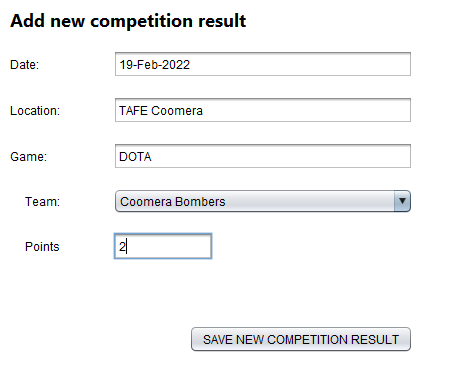 Add new competition result
Date: 19-Feb-2022
Location: TAFE Coomera
Game: DOTA
Team: Coomera Bombers
Points 2
SAVE NEW COMPETITION RESULT